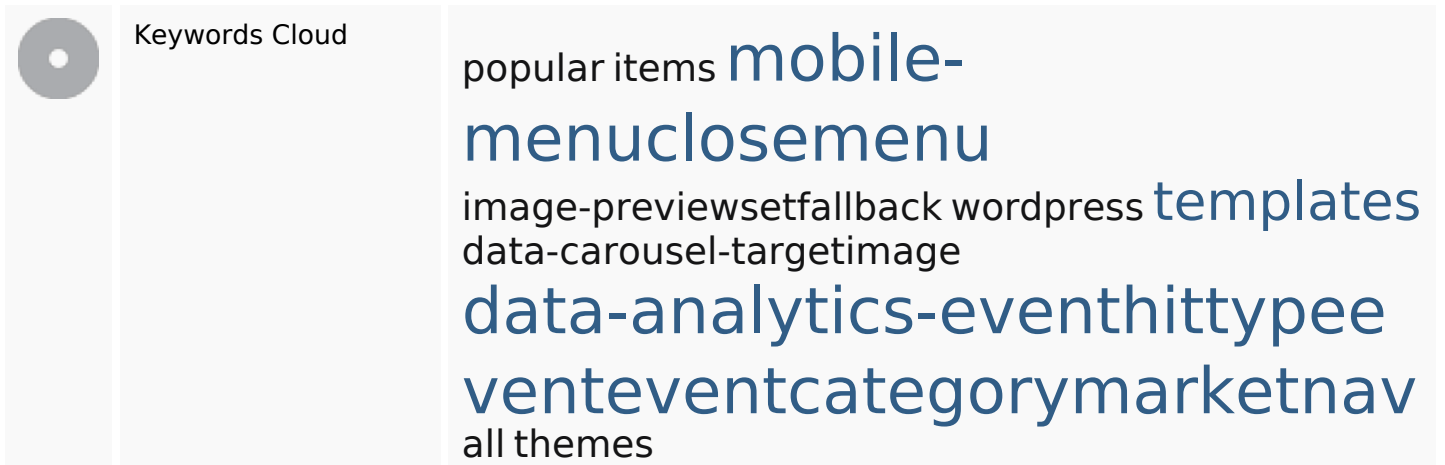 Keywords Cloud
popular items mobile-
menuclosemenu
image-previewsetfallback wordpress templates
data-carousel-targetimage
data-analytics-eventhittypee
venteventcategorymarketnav
all themes